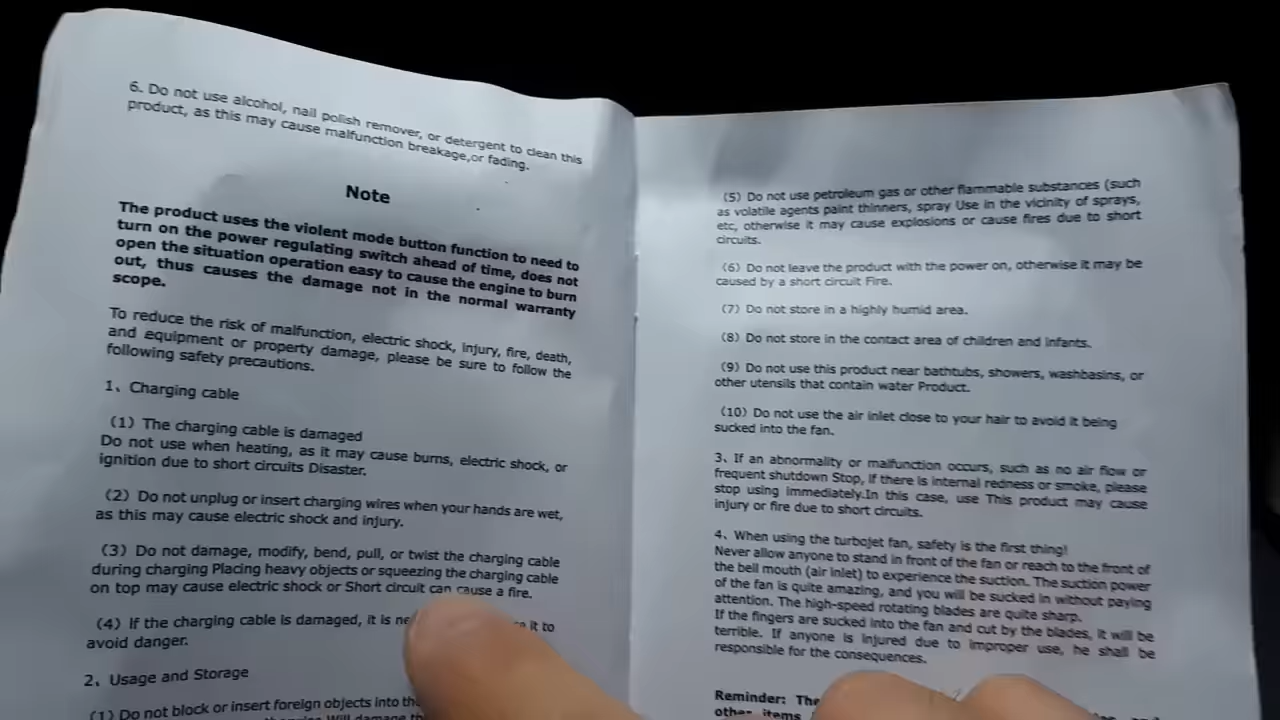 6. Do not use alcohol, nail polish remover, or detergent to clean this
product, as this may cause malfunction breakage,or fading.
Note
The product uses the violent mode button function to need to
turn on the power regulating switch ahead of time, does not
open the situation operation easy to cause the engine to burn
out, thus causes the damage not in the normal warranty
scope.
To reduce the risk of malfunction, electric shock, injury, fire, death,
and equipment or property damage, please be sure to follow the
following safety precautions.
1、Charging cable
(1) The charging cable is damaged
Do not use when heating, as it may cause burns, electric shock, or
ignition due to short circuits Disaster.
(2) Do not unplug or insert charging wires when your hands are wet,
as this may cause electric shock and injury.
(3) Do not damage, modify, bend, pull, or twist the charging cable
during charging Placing heavy objects or squeezing the charging cable
on top may cause electric shock or Short circuit can cause a fire.
(4) If the charging cable is damaged, it is it to
avoid danger.
2、Usage and Storage
(1) Do not block or insert foreign objects into
Will damage
(5) Do not use petroleum gas or other flammable substances (such
as volatile agents paint thinners, spray Use in the vicinity of sprays,
etc, otherwise it may cause explosions or cause fires due to short
circuits.
(6) Do not leave the product with the power on, otherwise it may be
caused by a short circuit Fire.
(7) Do not store in a highly humid area.
(8) Do not store in the contact area of children and infants.
(9) Do not use this product near bathtubs, showers, washbasins, or
other utensils that contain water Product.
(10) Do not use the air inlet close to your hair to avoid it being
sucked into the fan.
3、If an abnormality or malfunction occurs, such as no air flow or
frequent shutdown Stop, if there is internal redness or smoke, please
stop using immediately.In this case, use This product may cause
injury or fire due to short circuits.
4、When using the turbojet fan, safety is the first thing!
Never allow anyone to stand in front of the fan or reach to the front of
the bell mouth (air inlet) to experience the suction. The suction power
of the fan is quite amazing, and you will be sucked in without paying
attention. The high-speed rotating blades are quite sharp.
If the fingers are sucked into the fan and cut by the blades, it will be
terrible. If anyone is injured due to improper use, he shall be
responsible for the consequences.
Reminder: The
other items